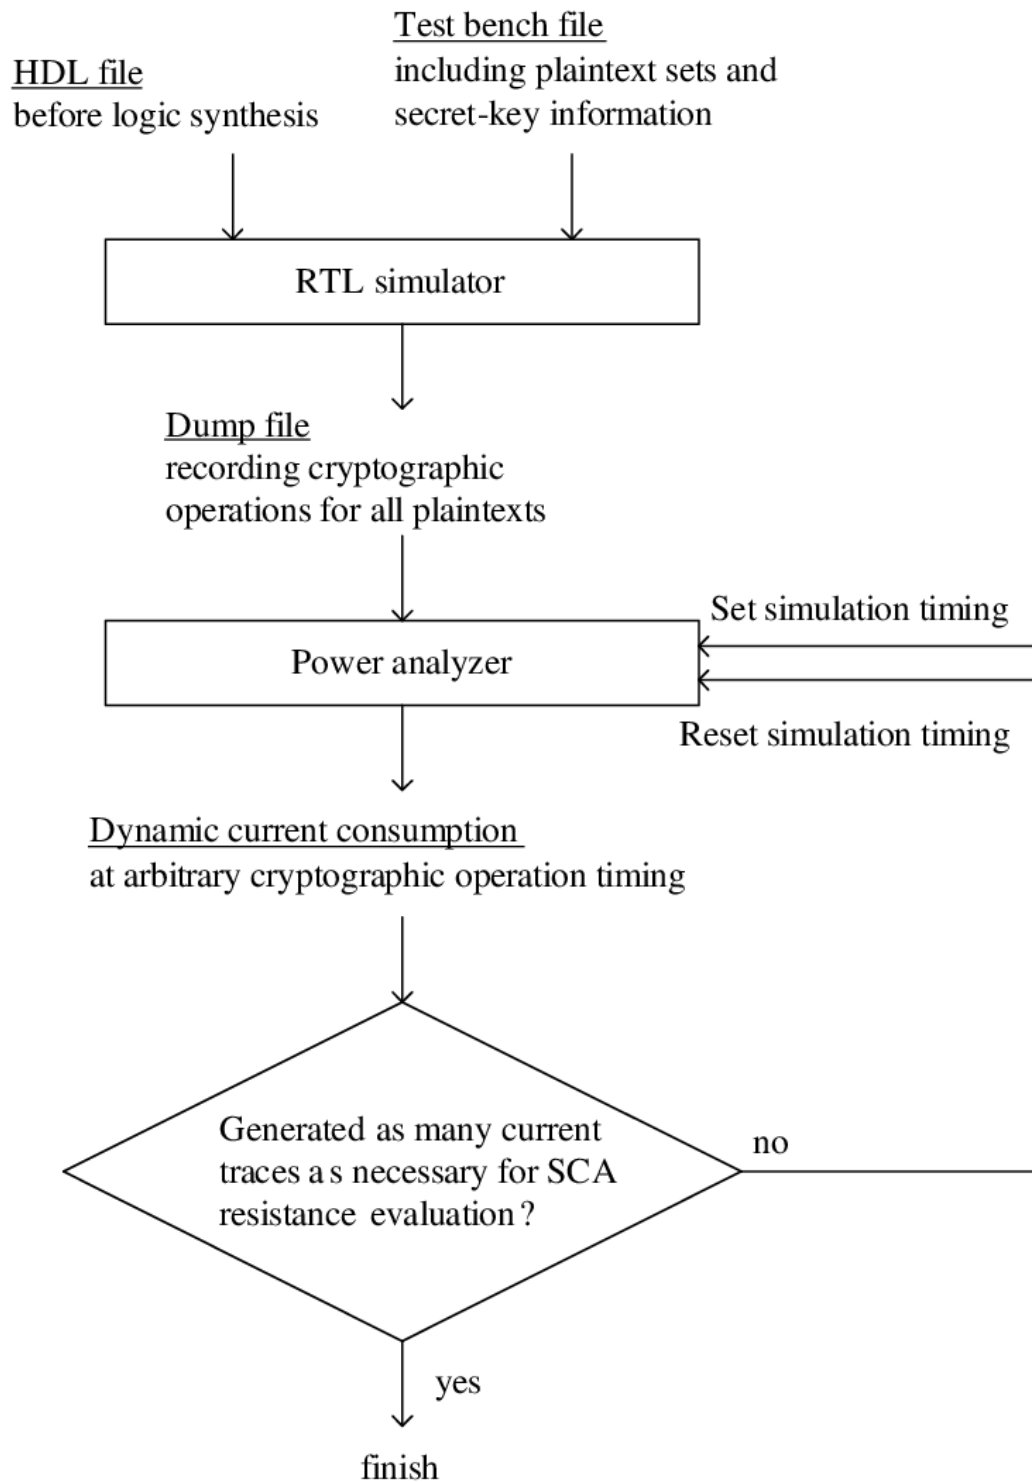 Test bench file
including plaintext sets and
secret-key information
HDL file
before logic synthesis
RTL simulator
Dump file
recording cryptographic
operations for all plaintexts
Set simulation timing
Power analyzer
Reset simulation timing
Dynamic current consumption
at arbitrary cryptographic operation timing
Generated as many current
traces as necessary for SCA
resistance evaluation?
no
yes
finish